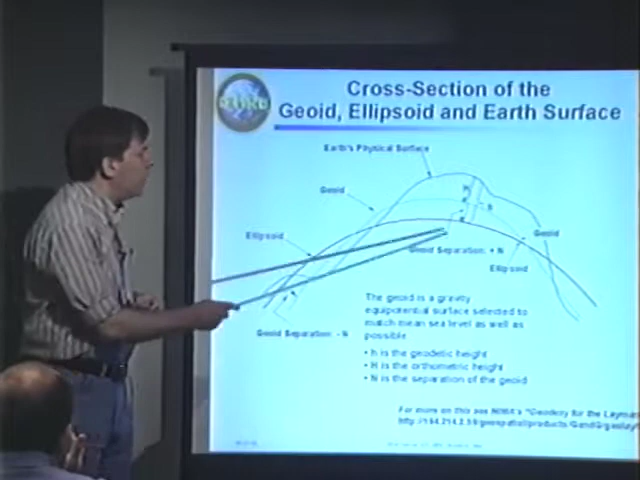 Cross-Section of the
Geoid, Ellipsoid and Earth Surface
Earth's Physical Surface
Geoid
Geoid
Ellipsoid
Geoid Separation: + N
Ellipsoid
The geoid is a gravity
equipotential surface selected to
match mean sea level as well as
possible
Geoid Separation: - N
• h is the geodetic height
• H is the orthometric height
• N is the separation of the geoid
For more on this see NIMA's "Geodesy for the Layman